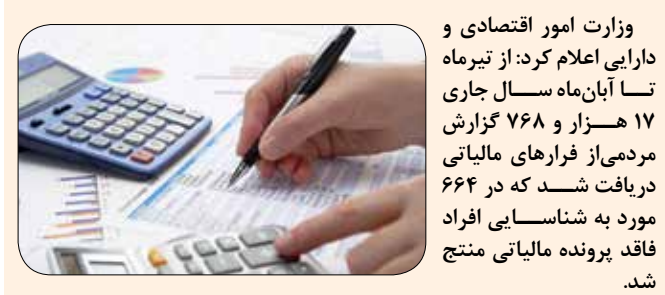 وزارت امور اقتصادی و
دارایی اعلام کرد: از تیرماه
تا آبان‌ماه سال جاری
۱۷ هزار و ۷۶۸ گزارش
مردمی‌از فرارهای مالیاتی
دریافت شد که در ۶۶۴
مورد به شناسایی افراد
فاقد پرونده مالیاتی منتج
شد.